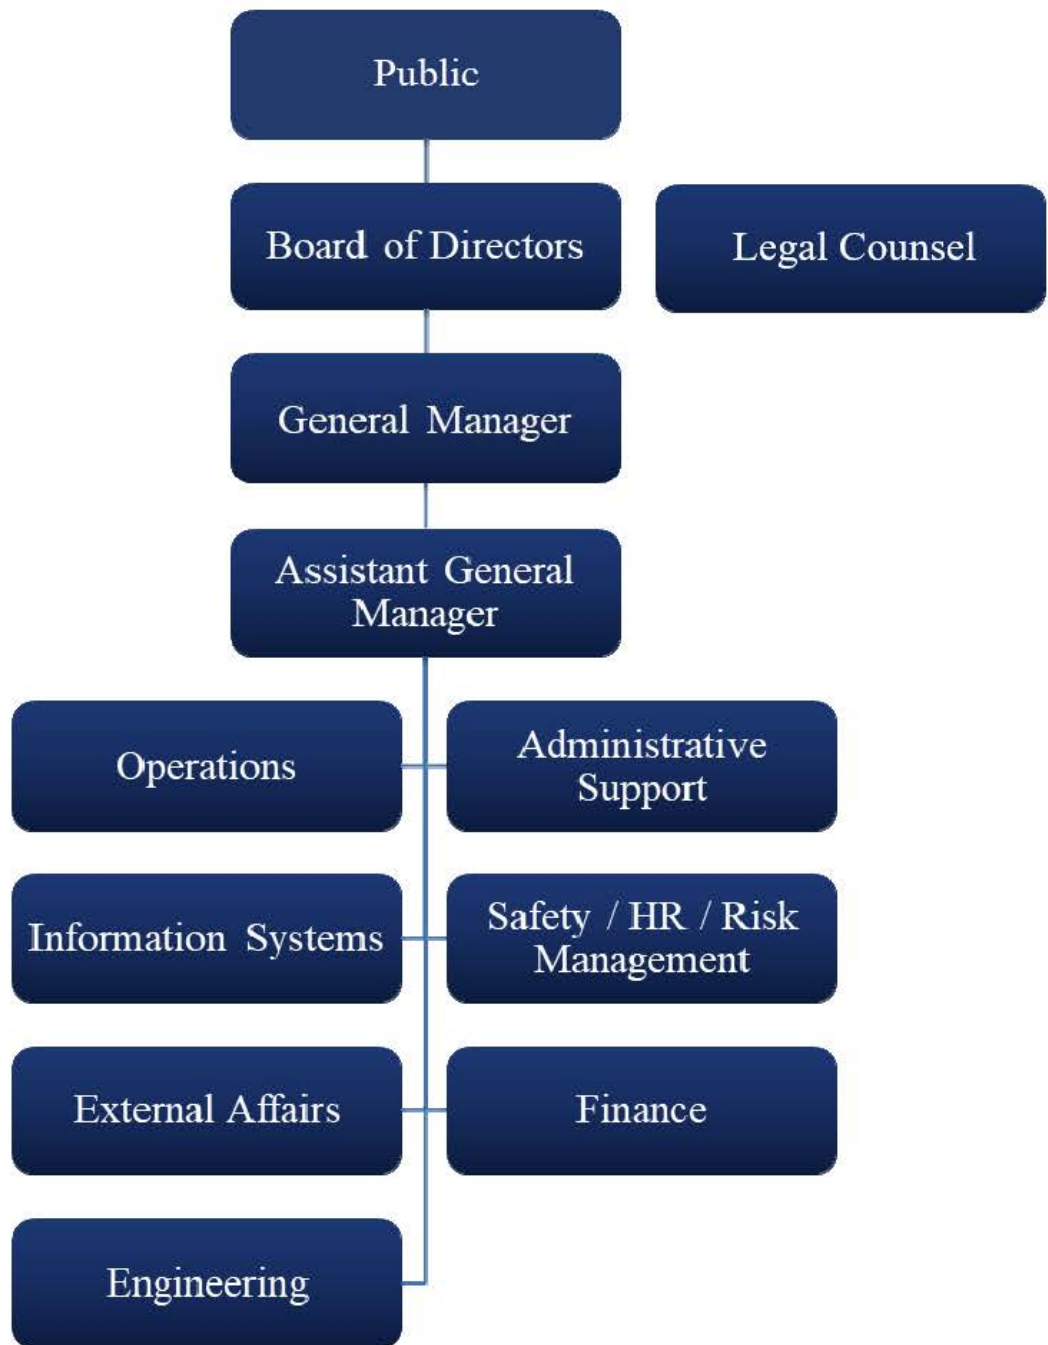 Public
Board of Directors
Legal Counsel
General Manager
Assistant General
Manager
Operations
Administrative
Support
Information Systems
Safety / HR / Risk
Management
External Affairs
Finance
Engineering